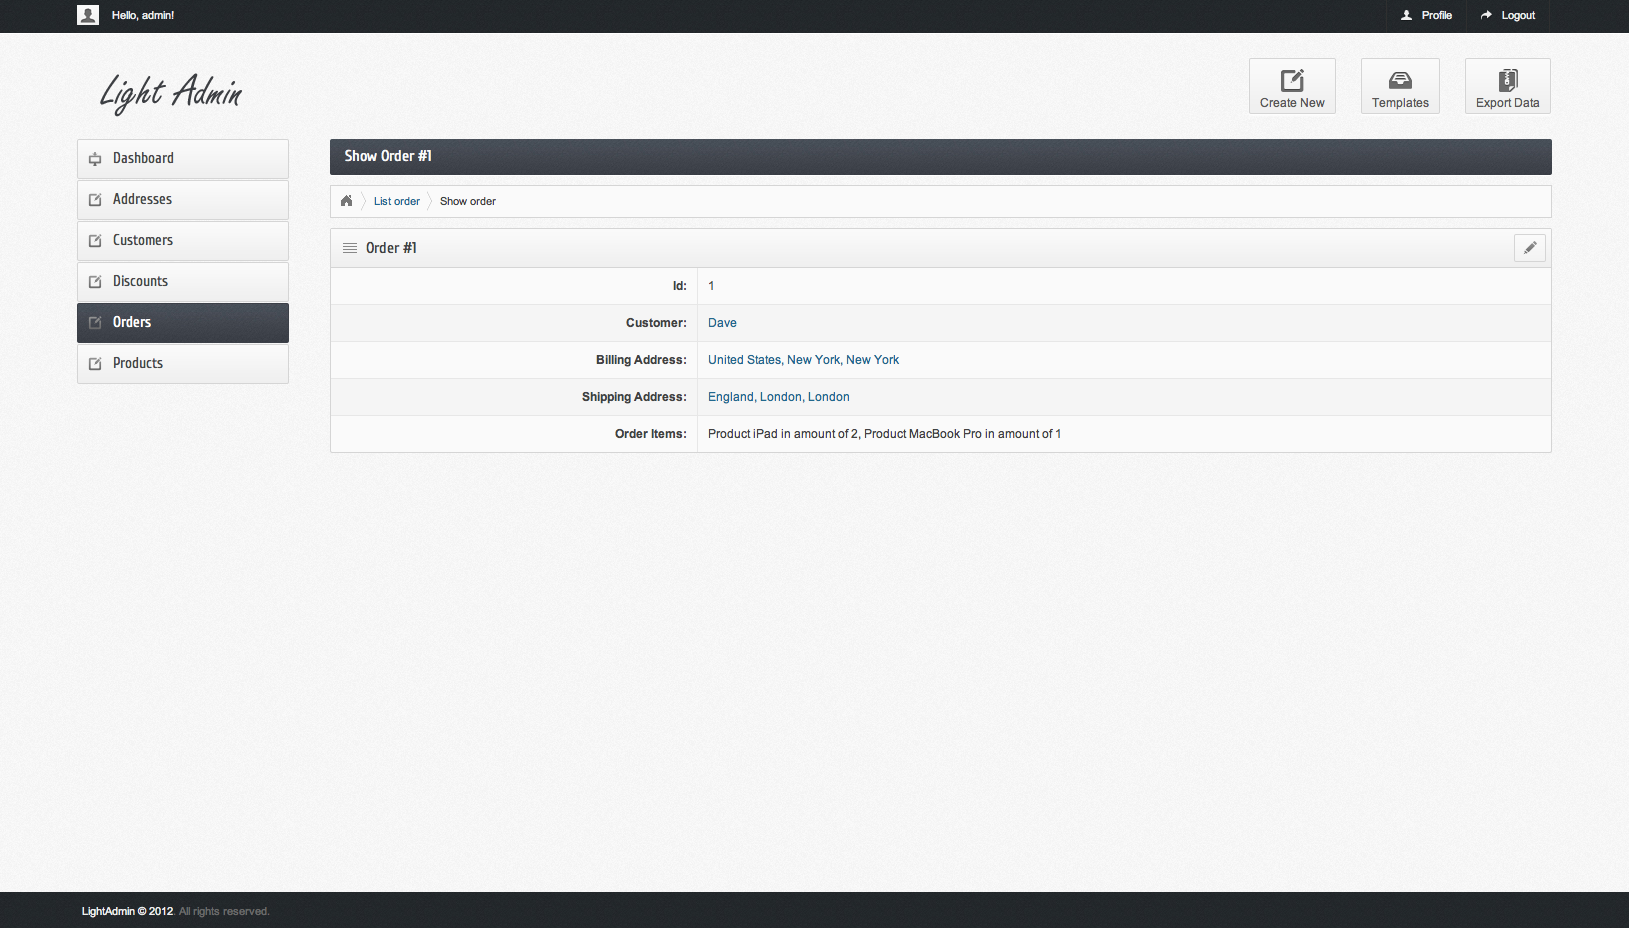 Hello, admin!
Profile
Logout
Light Admin
Create New
Templates
Export Data
Dashboard
Addresses
Customers
Discounts
Orders
Products
Show Order #1
List order
Show order
Order #1
Id: 1
Customer: Dave
Billing Address: United States, New York, New York
Shipping Address: England, London, London
Order Items: Product iPad in amount of 2, Product MacBook Pro in amount of 1
LightAdmin © 2012. All rights reserved.